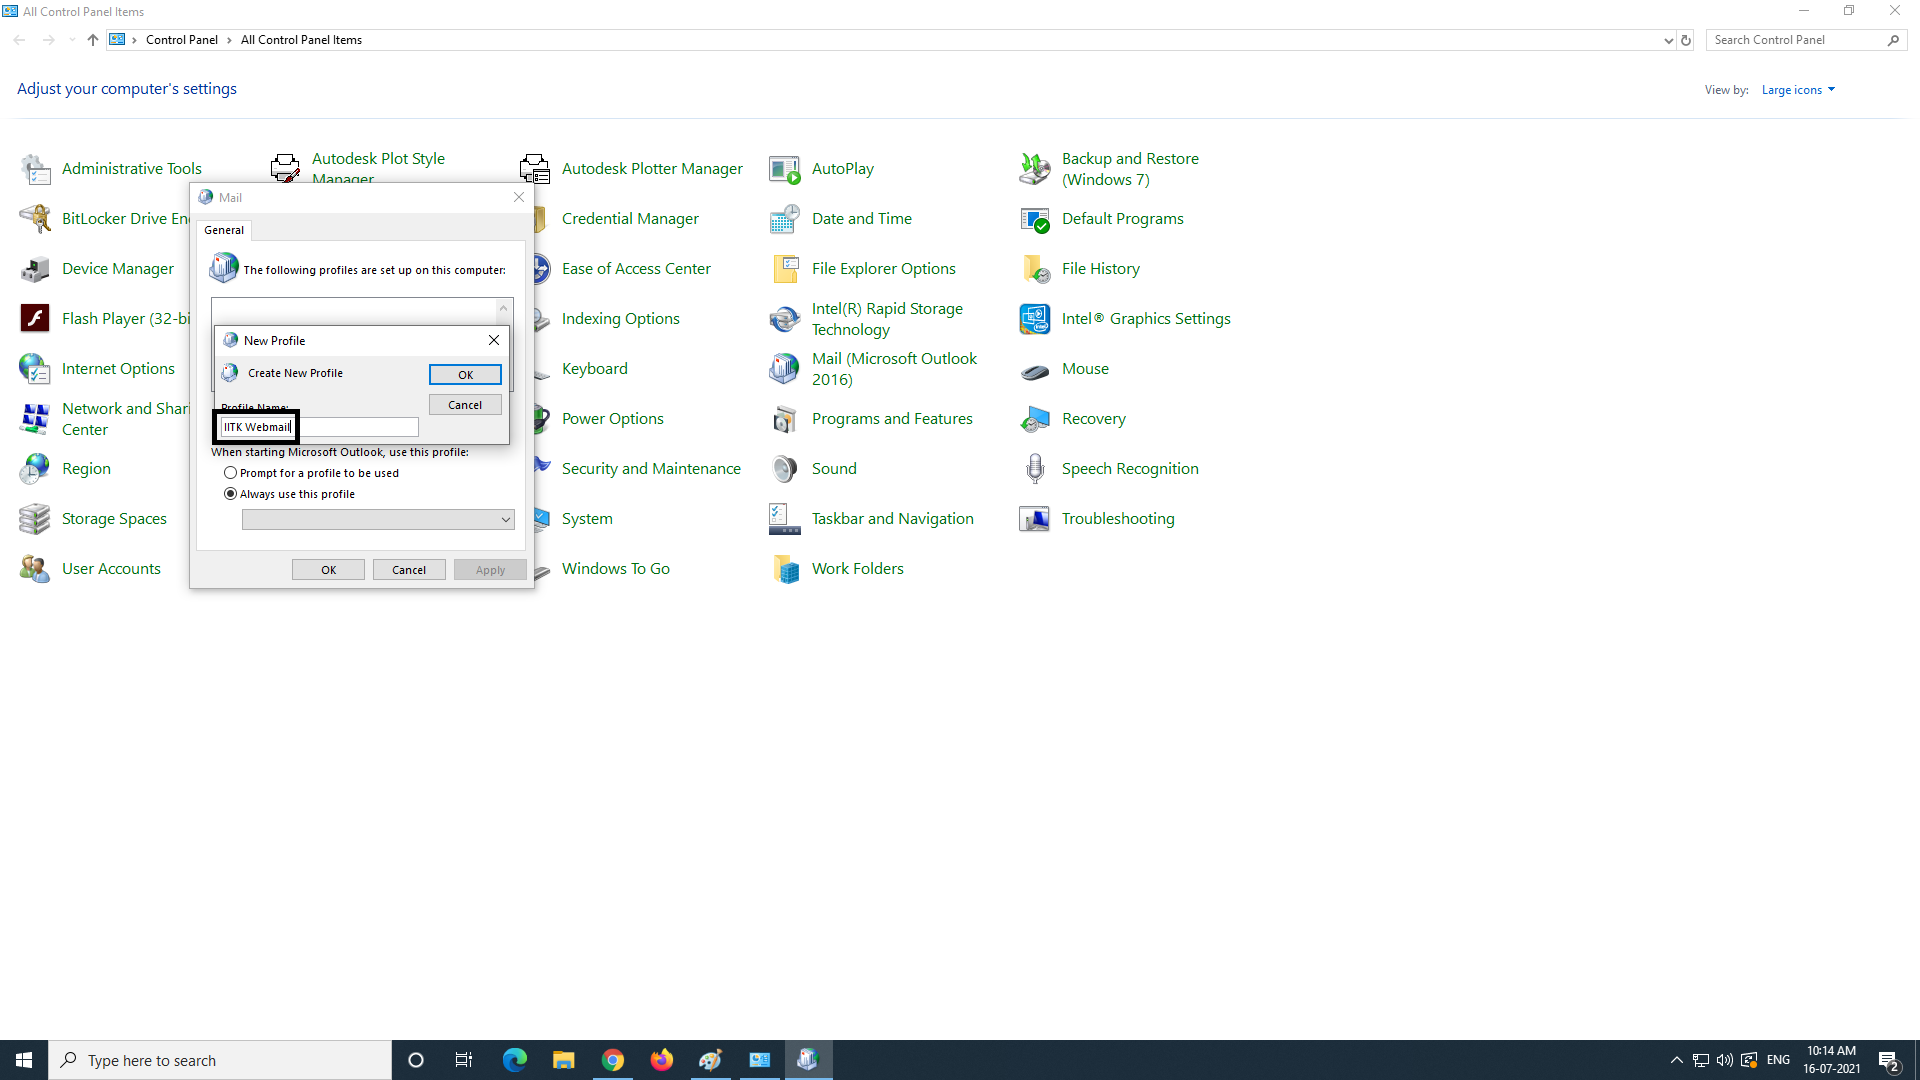 All Control Panel Items
Control Panel > All Control Panel Items
Search Control Panel
Adjust your computer's settings
View by: Large icons
Administrative Tools
Autodesk Plot Style
Manager
Autodesk Plotter Manager
AutoPlay
Backup and Restore
(Windows 7)
BitLocker Drive En
Credential Manager
Date and Time
Default Programs
Device Manager
Ease of Access Center
File Explorer Options
File History
Flash Player (32-bi
Indexing Options
Intel(R) Rapid Storage
Technology
Intel® Graphics Settings
Internet Options
Keyboard
Mail (Microsoft Outlook
2016)
Mouse
Network and Shari
Center
Power Options
Programs and Features
Recovery
Region
Security and Maintenance
Sound
Speech Recognition
Storage Spaces
System
Taskbar and Navigation
Troubleshooting
User Accounts
Windows To Go
Work Folders
Mail
General
The following profiles are set up on this computer:
New Profile
Create New Profile
OK
Cancel
Profile Name:
IITK Webmail
When starting Microsoft Outlook, use this profile:
Prompt for a profile to be used
Always use this profile
OK
Cancel
Apply
Type here to search
ENG
10:14 AM
16-07-2021
2